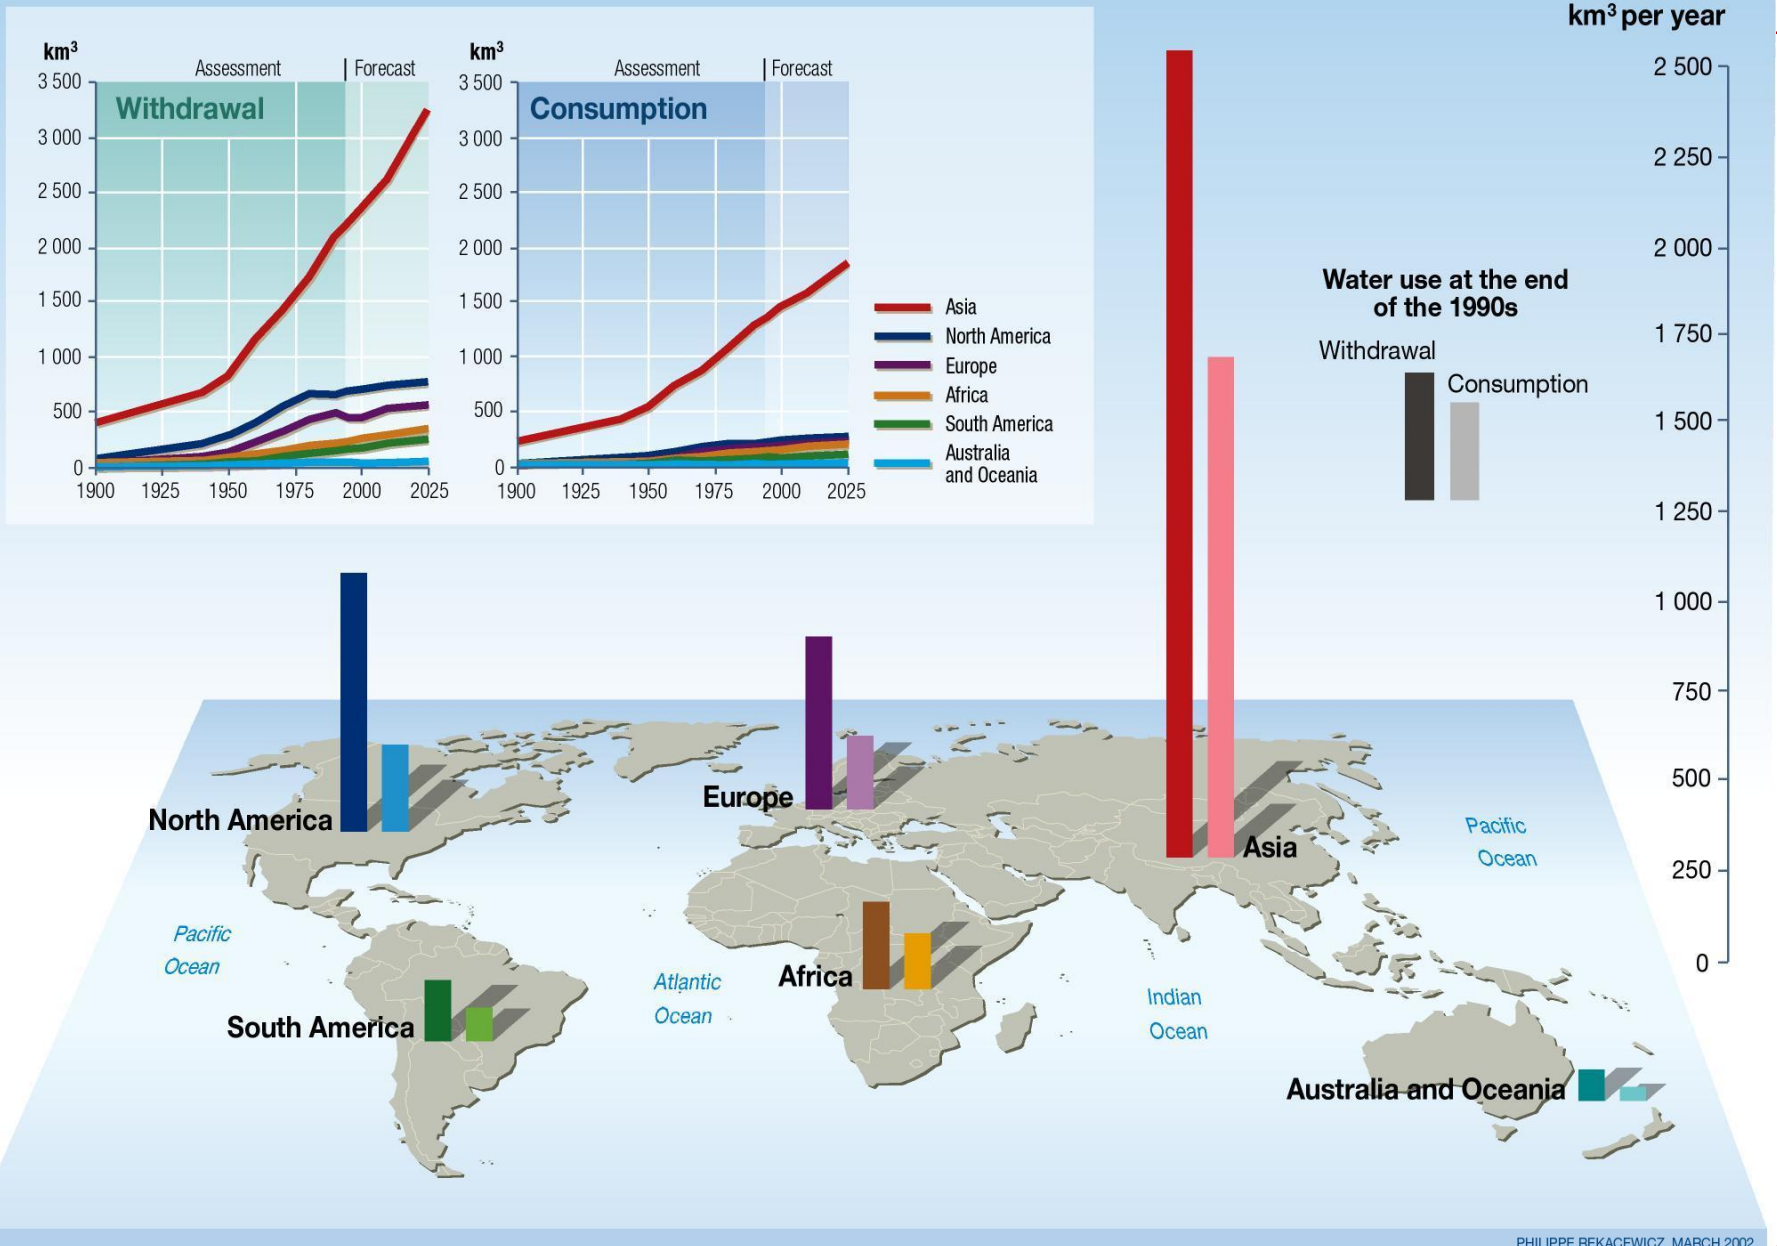 km³
Assessment
Forecast
3 500
3 000
2 500
2 000
1 500
1 000
500
0
Withdrawal
1900
1925
1950
1975
2000
2025
km³
Assessment
Forecast
3 500
3 000
2 500
2 000
1 500
1 000
500
0
Consumption
1900
1925
1950
1975
2000
2025
Asia
North America
Europe
Africa
South America
Australia
and Oceania
km³ per year
2 500
2 250
2 000
1 750
1 500
1 250
1 000
750
500
250
0
Water use at the end
of the 1990s
Withdrawal
Consumption
North America
Europe
Asia
Pacific
Ocean
Pacific
Ocean
Africa
Atlantic
Ocean
Indian
Ocean
South America
Australia and Oceania
PHILIPPE REKACEWICZ, MARCH 2002